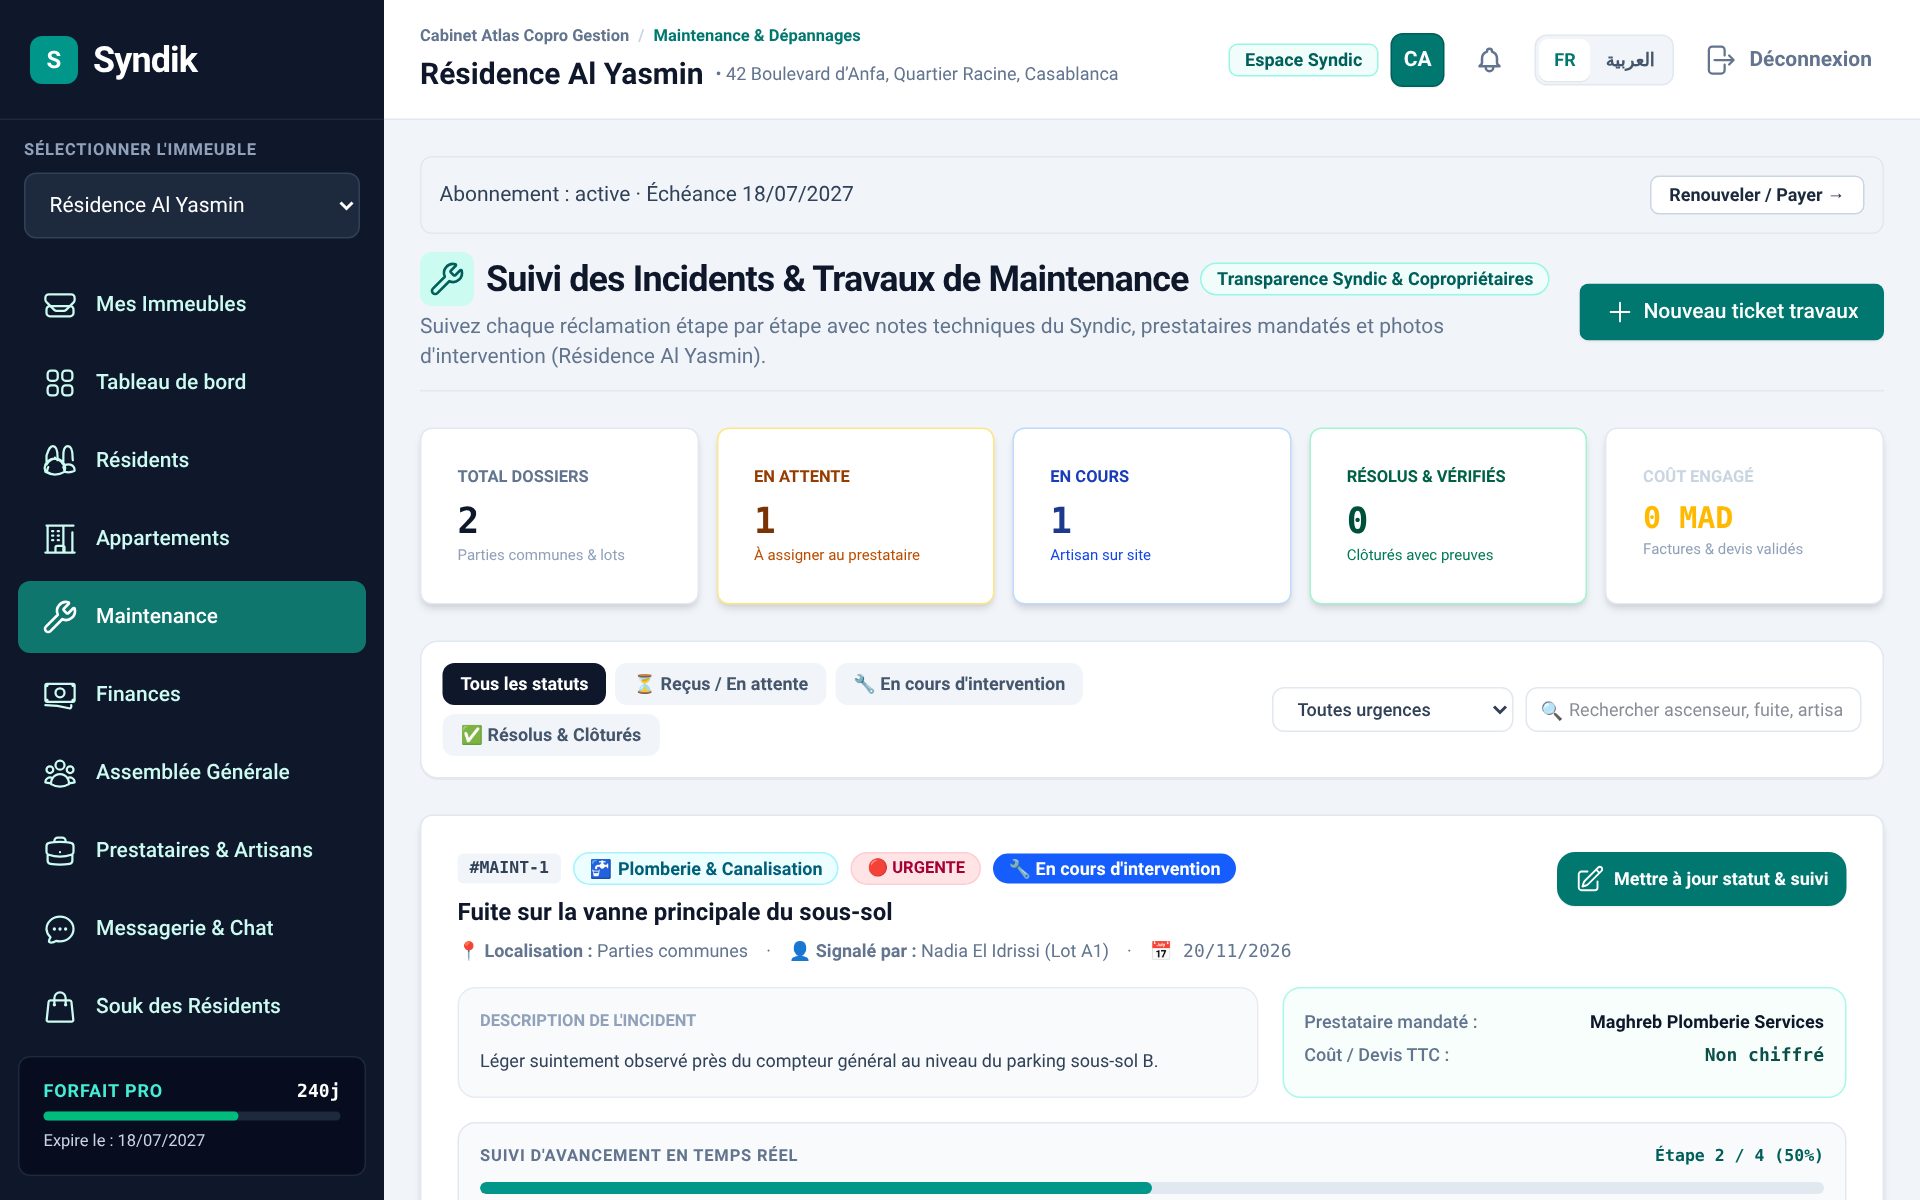 S Syndik
SÉLECTIONNER L'IMMEUBLE
Résidence Al Yasmin
Mes Immeubles
Tableau de bord
Résidents
Appartements
Maintenance
Finances
Assemblée Générale
Prestataires & Artisans
Messagerie & Chat
Souk des Résidents
FORFAIT PRO 240j
Expire le : 18/07/2027
Cabinet Atlas Copro Gestion / Maintenance & Dépannages
Résidence Al Yasmin • 42 Boulevard d’Anfa, Quartier Racine, Casablanca
Espace Syndic CA FR العربية Déconnexion
Abonnement : active · Échéance 18/07/2027
Renouveler / Payer →
Suivi des Incidents & Travaux de Maintenance Transparence Syndic & Copropriétaires
Suivez chaque réclamation étape par étape avec notes techniques du Syndic, prestataires mandatés et photos
d'intervention (Résidence Al Yasmin).
Nouveau ticket travaux
TOTAL DOSSIERS
2
Parties communes & lots
EN ATTENTE
1
À assigner au prestataire
EN COURS
1
Artisan sur site
RÉSOLUS & VÉRIFIÉS
0
Clôturés avec preuves
COÛT ENGAGÉ
0 MAD
Factures & devis validés
Tous les statuts ⏳ Reçus / En attente 🔧 En cours d'intervention
✅ Résolus & Clôturés
Toutes urgences 🔍 Rechercher ascenseur, fuite, artisa
#MAINT-1 🚰 Plomberie & Canalisation 🔴 URGENTE 🔧 En cours d'intervention
Mettre à jour statut & suivi
Fuite sur la vanne principale du sous-sol
📍 Localisation : Parties communes · 👤 Signalé par : Nadia El Idrissi (Lot A1) · 📅 20/11/2026
DESCRIPTION DE L'INCIDENT
Léger suintement observé près du compteur général au niveau du parking sous-sol B.
Prestataire mandaté : Maghreb Plomberie Services
Coût / Devis TTC : Non chiffré
SUIVI D'AVANCEMENT EN TEMPS RÉEL Étape 2 / 4 (50%)